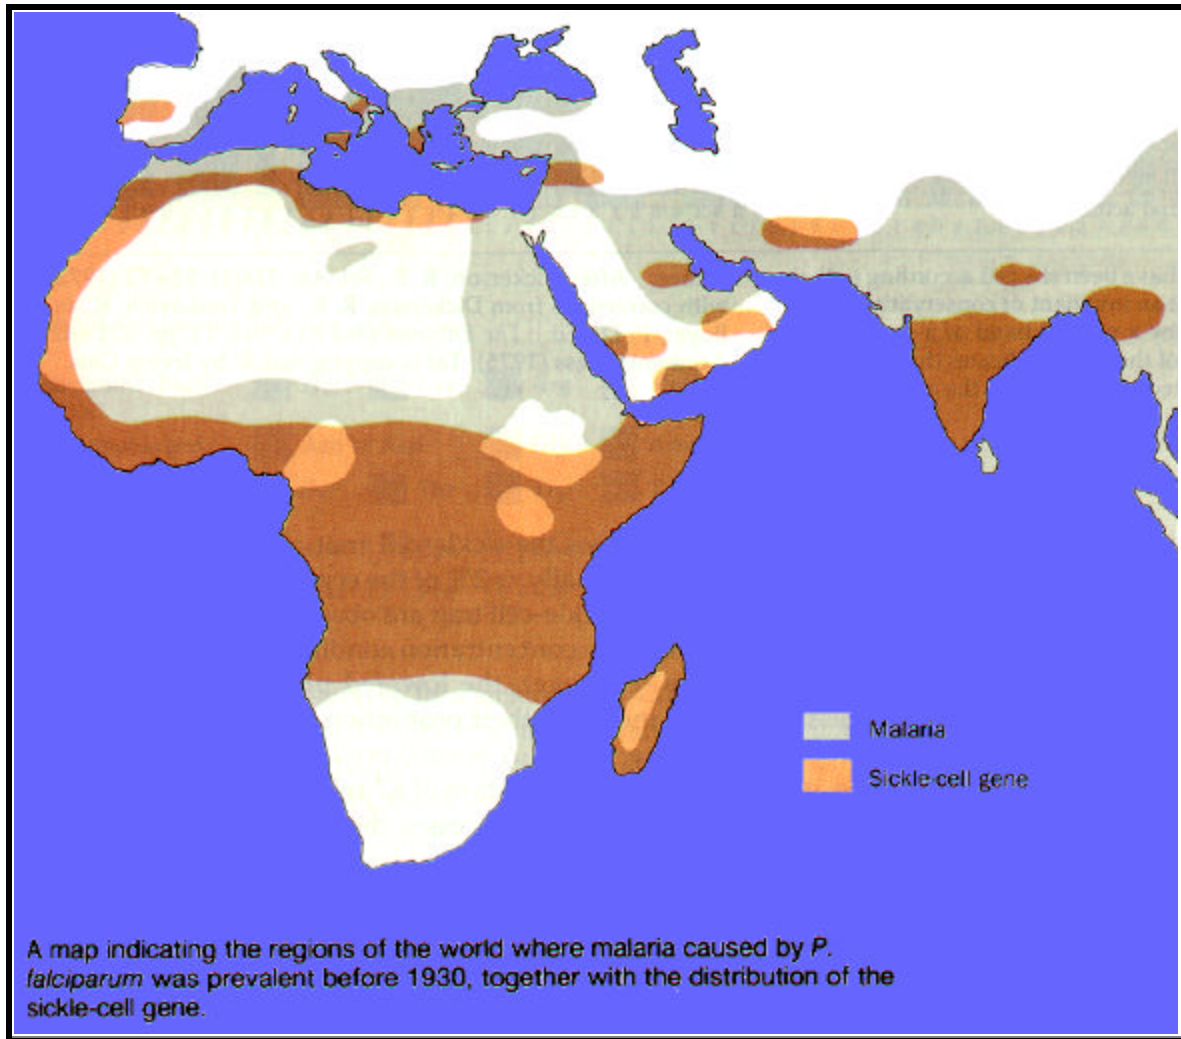 Malaria
Sickle-cell gene
A map indicating the regions of the world where malaria caused by P.
falciparum was prevalent before 1930, together with the distribution of the
sickle-cell gene.